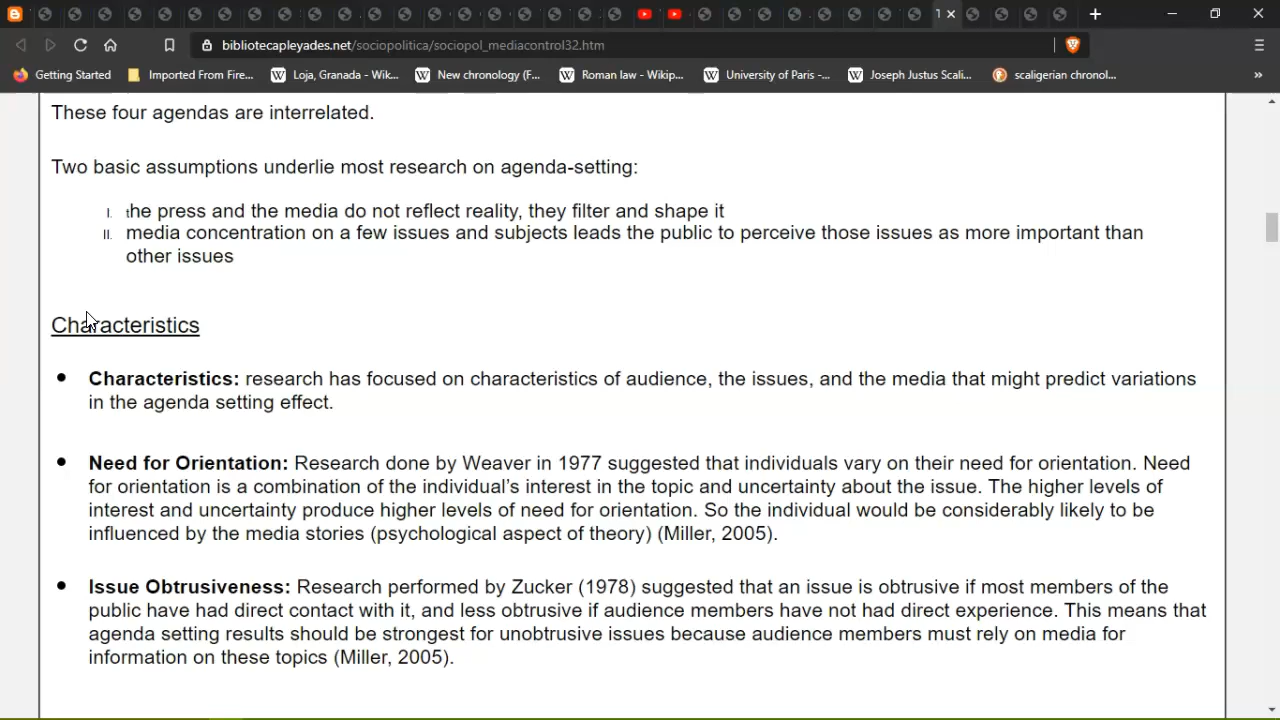 1
bibliotecapleyades.net/sociopolitica/sociopol_mediacontrol32.htm
Getting Started Imported From Fire... Loja, Granada - Wik... New chronology (F... Roman law - Wikip... University of Paris -... Joseph Justus Scali... scaligerian chronol... »
These four agendas are interrelated.
Two basic assumptions underlie most research on agenda-setting:
I. the press and the media do not reflect reality, they filter and shape it
II. media concentration on a few issues and subjects leads the public to perceive those issues as more important than
other issues
Characteristics
• Characteristics: research has focused on characteristics of audience, the issues, and the media that might predict variations
in the agenda setting effect.
• Need for Orientation: Research done by Weaver in 1977 suggested that individuals vary on their need for orientation. Need
for orientation is a combination of the individual’s interest in the topic and uncertainty about the issue. The higher levels of
interest and uncertainty produce higher levels of need for orientation. So the individual would be considerably likely to be
influenced by the media stories (psychological aspect of theory) (Miller, 2005).
• Issue Obtrusiveness: Research performed by Zucker (1978) suggested that an issue is obtrusive if most members of the
public have had direct contact with it, and less obtrusive if audience members have not had direct experience. This means that
agenda setting results should be strongest for unobtrusive issues because audience members must rely on media for
information on these topics (Miller, 2005).